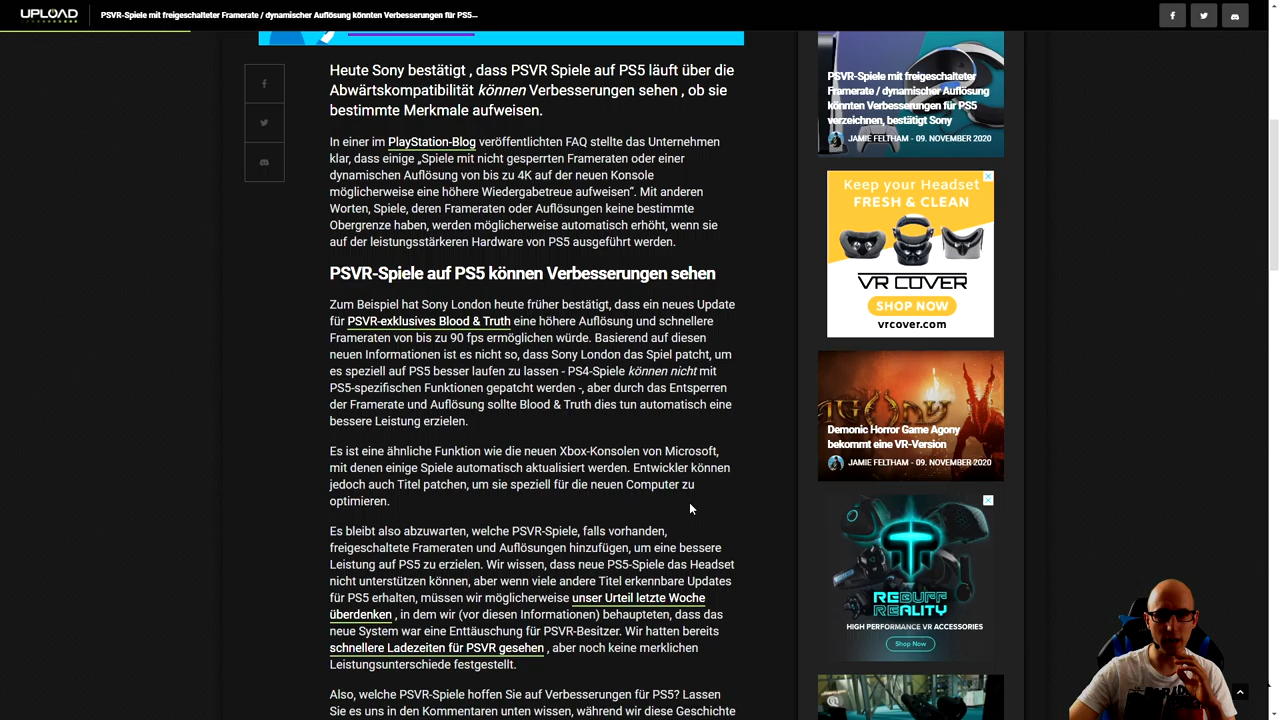 UPLOAD
PSVR-Spiele mit freigeschalteter Framerate / dynamischer Auflösung könnten Verbesserungen für PS5...
Heute Sony bestätigt , dass PSVR Spiele auf PS5 läuft über die
Abwärtskompatibilität können Verbesserungen sehen , ob sie
bestimmte Merkmale aufweisen.
In einer im PlayStation-Blog veröffentlichten FAQ stellte das Unternehmen
klar, dass einige „Spiele mit nicht gesperrten Frameraten oder einer
dynamischen Auflösung von bis zu 4K auf der neuen Konsole
möglicherweise eine höhere Wiedergabetreue aufweisen“. Mit anderen
Worten, Spiele, deren Frameraten oder Auflösungen keine bestimmte
Obergrenze haben, werden möglicherweise automatisch erhöht, wenn sie
auf der leistungsstärkeren Hardware von PS5 ausgeführt werden.
PSVR-Spiele auf PS5 können Verbesserungen sehen
Zum Beispiel hat Sony London heute früher bestätigt, dass ein neues Update
für PSVR-exklusives Blood & Truth eine höhere Auflösung und schnellere
Frameraten von bis zu 90 fps ermöglichen würde. Basierend auf diesen
neuen Informationen ist es nicht so, dass Sony London das Spiel patcht, um
es speziell auf PS5 besser laufen zu lassen - PS4-Spiele können nicht mit
PS5-spezifischen Funktionen gepatcht werden -, aber durch das Entsperren
der Framerate und Auflösung sollte Blood & Truth dies tun automatisch eine
bessere Leistung erzielen.
Es ist eine ähnliche Funktion wie die neuen Xbox-Konsolen von Microsoft,
mit denen einige Spiele automatisch aktualisiert werden. Entwickler können
jedoch auch Titel patchen, um sie speziell für die neuen Computer zu
optimieren.
Es bleibt also abzuwarten, welche PSVR-Spiele, falls vorhanden,
freigeschaltete Frameraten und Auflösungen hinzufügen, um eine bessere
Leistung auf PS5 zu erzielen. Wir wissen, dass neue PS5-Spiele das Headset
nicht unterstützen können, aber wenn viele andere Titel erkennbare Updates
für PS5 erhalten, müssen wir möglicherweise unser Urteil letzte Woche
überdenken , in dem wir (vor diesen Informationen) behaupteten, dass das
neue System war eine Enttäuschung für PSVR-Besitzer. Wir hatten bereits
schnellere Ladezeiten für PSVR gesehen , aber noch keine merklichen
Leistungsunterschiede festgestellt.
Also, welche PSVR-Spiele hoffen Sie auf Verbesserungen für PS5? Lassen
Sie es uns in den Kommentaren unten wissen, während wir diese Geschichte
PSVR-Spiele mit freigeschalteter
Framerate / dynamischer Auflösung
könnten Verbesserungen für PS5
verzeichnen, bestätigt Sony
JAMIE FELTHAM - 09. NOVEMBER 2020
Keep your Headset
FRESH & CLEAN
VR COVER
SHOP NOW
vrcover.com
AGONY
Demonic Horror Game Agony
bekommt eine VR-Version
JAMIE FELTHAM - 09. NOVEMBER 2020
REBUFF
REALITY
HIGH PERFORMANCE VR ACCESSORIES
Shop Now